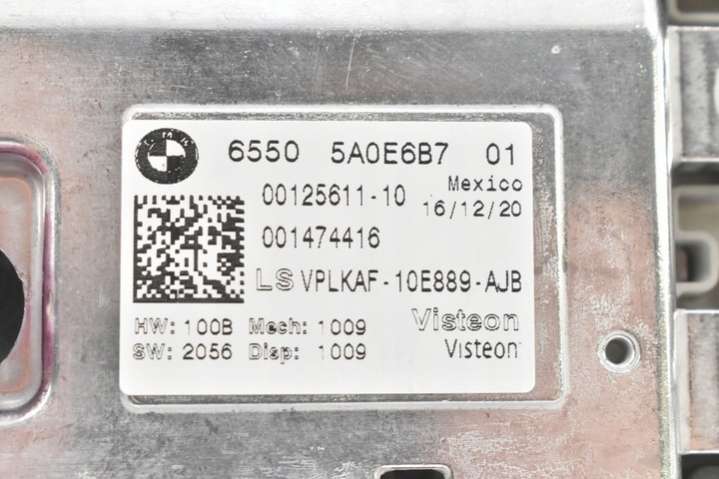 BMW
6550 5A0E6B7 01
00125611-10 Mexico
16/12/20
001474416
LS VPLKAF-10E889-AJB
HW: 100B Mech: 1009 Visteon
SW: 2056 Disp: 1009 Visteon